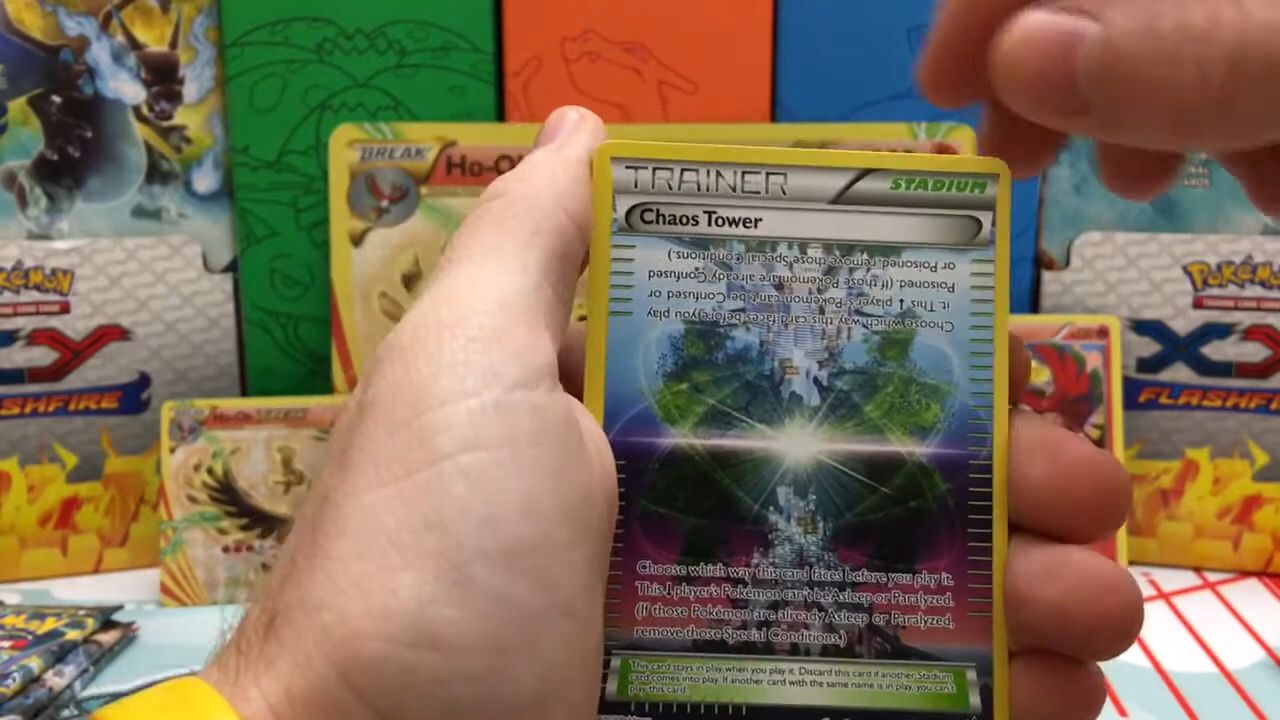 BREAK
TRAINER
STADIUM
Chaos Tower
Choose which way this card faces before you play
it. This ↓ player's Pokémon can't be Confused or
Poisoned. (If those Pokémon are already Confused
or Poisoned, remove those Special Conditions.)
Choose which way this card faces before you play it.
This ↓ player's Pokémon can't be Asleep or Paralyzed.
(If those Pokémon are already Asleep or Paralyzed,
remove those Special Conditions.)
This card stays in play when you play it. Discard this card if another Stadium
card comes into play. If another card with the same name is in play, you can't
play this card.
Ho-Oh BREAK
POKÉMON
XY
FLASHFI